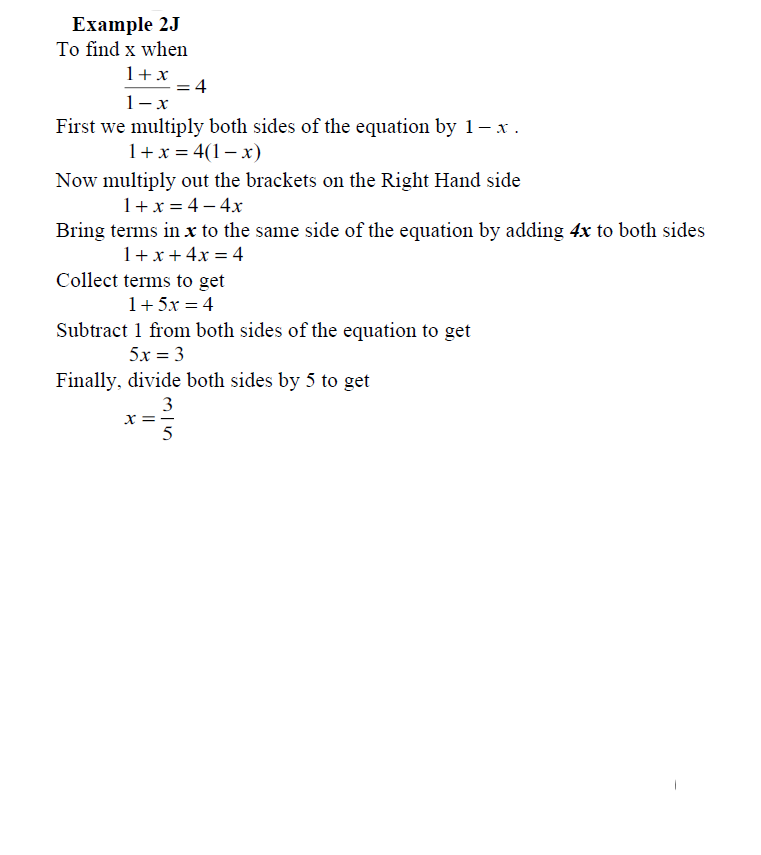 Example 2J
To find x when
1 + x
= 4
1 – x
First we multiply both sides of the equation by 1 – x .
1 + x = 4(1 – x)
Now multiply out the brackets on the Right Hand side
1 + x = 4 – 4x
Bring terms in x to the same side of the equation by adding 4x to both sides
1 + x + 4x = 4
Collect terms to get
1 + 5x = 4
Subtract 1 from both sides of the equation to get
5x = 3
Finally, divide both sides by 5 to get
3
x =
5